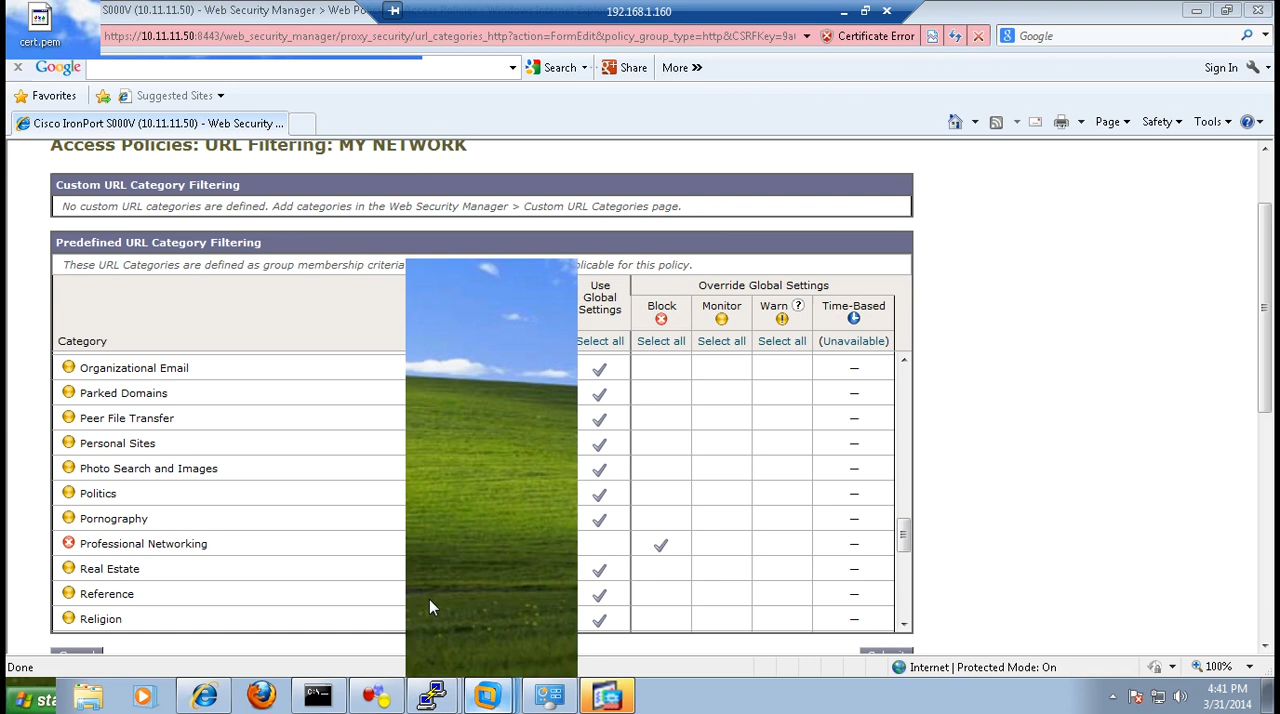 S000V (10.11.11.50) - Web Security Manager > Web Po
192.168.1.160
cert.pem
https://10.11.11.50:8443/web_security_manager/proxy_security/url_categories_http?action=FormEdit&policy_group_type=http&CSRFKey=9a
Certificate Error
Google
Google
Search
Share
More »
Sign In
Favorites
Suggested Sites
Cisco IronPort S000V (10.11.11.50) - Web Security ...
Page
Safety
Tools
Access Policies: URL Filtering: MY NETWORK
Custom URL Category Filtering
No custom URL categories are defined. Add categories in the Web Security Manager > Custom URL Categories page.
Predefined URL Category Filtering
These URL Categories are defined as group membership criteria
plicable for this policy.
Use Global Settings
Override Global Settings
Block
Monitor
Warn ?
Time-Based
Category
Select all
Select all
Select all
Select all
(Unavailable)
Organizational Email
—
Parked Domains
—
Peer File Transfer
—
Personal Sites
—
Photo Search and Images
—
Politics
—
Pornography
—
Professional Networking
—
Real Estate
—
Reference
—
Religion
—
Done
Internet | Protected Mode: On
100%
sta
4:41 PM
3/31/2014